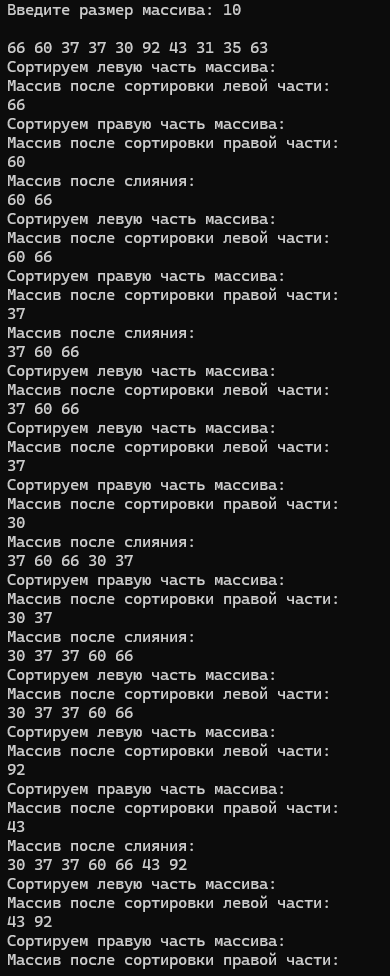 Введите размер массива: 10
66 60 37 37 30 92 43 31 35 63
Сортируем левую часть массива:
Массив после сортировки левой части:
66
Сортируем правую часть массива:
Массив после сортировки правой части:
60
Массив после слияния:
60 66
Сортируем левую часть массива:
Массив после сортировки левой части:
60 66
Сортируем правую часть массива:
Массив после сортировки правой части:
37
Массив после слияния:
37 60 66
Сортируем левую часть массива:
Массив после сортировки левой части:
37 60 66
Сортируем левую часть массива:
Массив после сортировки левой части:
37
Сортируем правую часть массива:
Массив после сортировки правой части:
30
Массив после слияния:
37 60 66 30 37
Сортируем правую часть массива:
Массив после сортировки правой части:
30 37
Массив после слияния:
30 37 37 60 66
Сортируем левую часть массива:
Массив после сортировки левой части:
30 37 37 60 66
Сортируем левую часть массива:
Массив после сортировки левой части:
92
Сортируем правую часть массива:
Массив после сортировки правой части:
43
Массив после слияния:
30 37 37 60 66 43 92
Сортируем левую часть массива:
Массив после сортировки левой части:
43 92
Сортируем правую часть массива:
Массив после сортировки правой части: